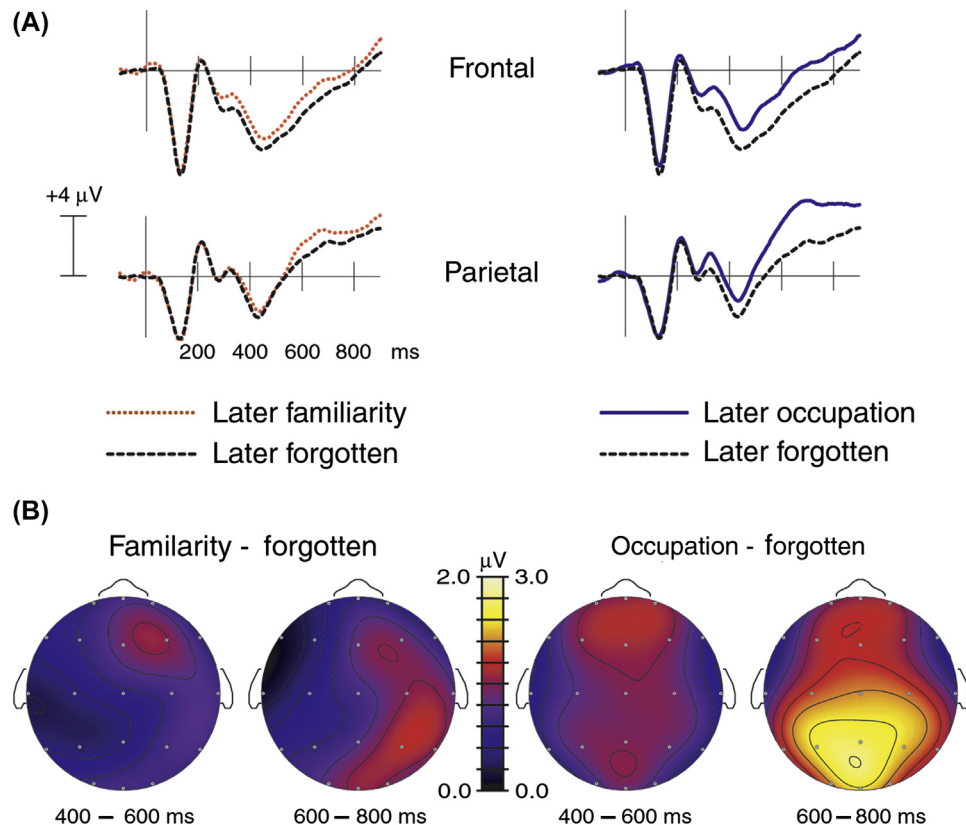 (A)
Frontal
+4 μV
Parietal
200 400 600 800 ms
Later familiarity
Later forgotten
Later occupation
Later forgotten
(B)
Familarity - forgotten
Occupation - forgotten
μV
2.0 3.0
0.0 0.0
400 – 600 ms
600 – 800 ms
400 – 600 ms
600 – 800 ms